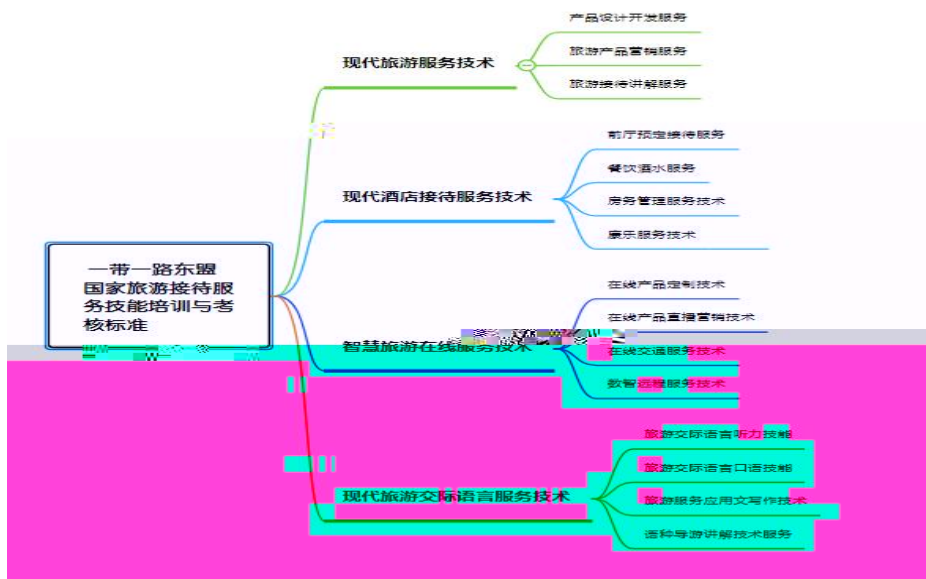 一带一路东盟
国家旅游接待服
务技能培训与考
核标准
现代旅游服务技术
产品设计开发服务
旅游产品营销服务
旅游接待讲解服务
现代酒店接待服务技术
前厅预定接待服务
餐饮酒水服务
房务管理服务技术
康乐服务技术
智慧旅游在线服务技术
在线产品定制技术
在线产品直播营销技术
在线交通服务技术
数智远程服务技术
现代旅游交际语言服务技术
旅游交际语言听力技能
旅游交际语言口语技能
旅游服务应用文写作技术
语种导游讲解技术服务